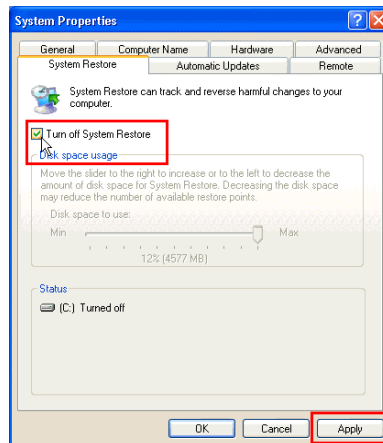 System Properties
General Computer Name Hardware Advanced
System Restore Automatic Updates Remote
System Restore can track and reverse harmful changes to your
computer.
Turn off System Restore
Disk space usage
Move the slider to the right to increase or to the left to decrease the
amount of disk space for System Restore. Decreasing the disk space
may reduce the number of available restore points.
Disk space to use:
Min Max
12% (4577 MB)
Status
(C:) Turned off
OK Cancel Apply